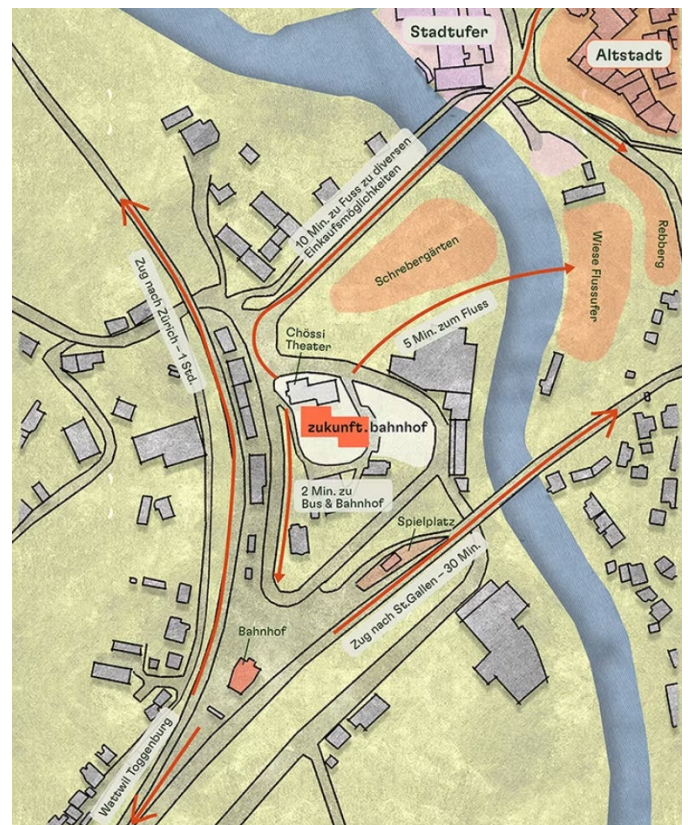 Stadtufer
Altstadt
10 Min. zu Fuss zu diversen
Einkaufsmöglichkeiten
Rebberg
Wiese Flussufer
Schrebergärten
Zug nach Zürich – 1 Std.
5 Min. zum Fluss
Chössi
Theater
zukunft.bahnhof
2 Min. zu
Bus & Bahnhof
Spielplatz
Zug nach St.Gallen – 30 Min.
Bahnhof
Wattwil Toggenburg